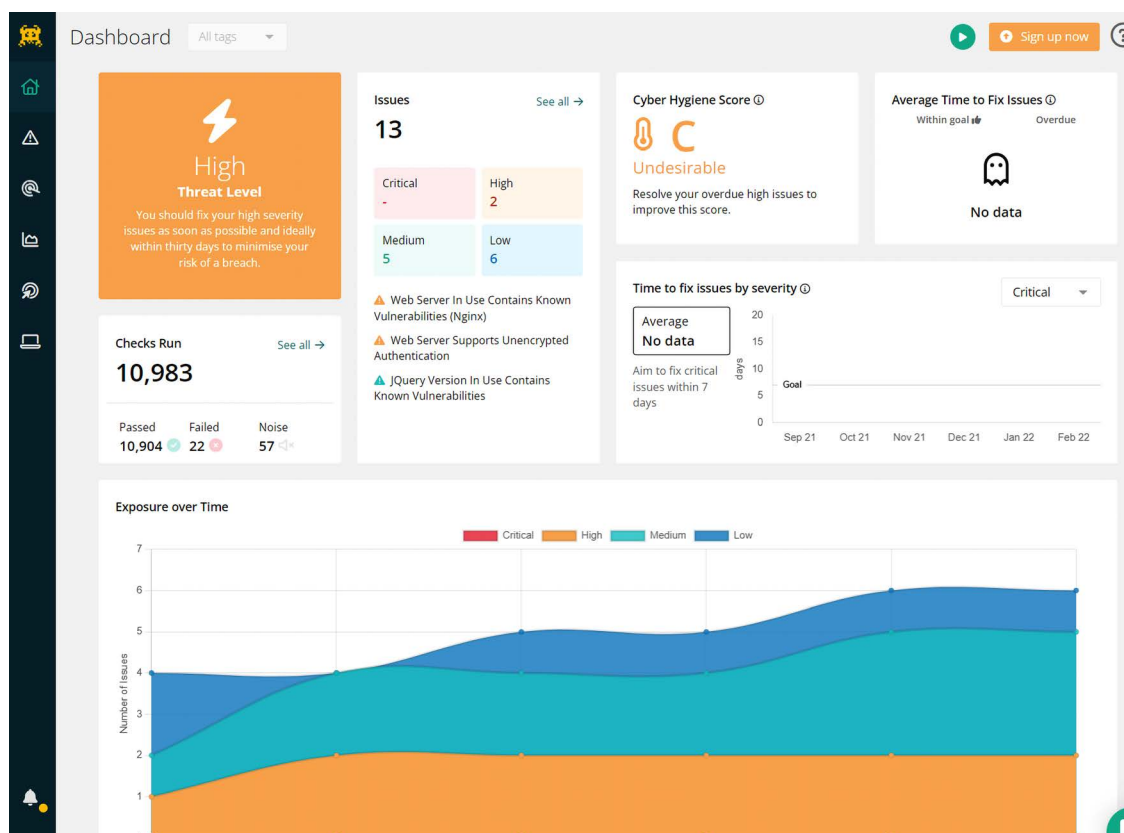 Dashboard
All tags
Sign up now
High
Threat Level
You should fix your high severity
issues as soon as possible and ideally
within thirty days to minimise your
risk of a breach.
Checks Run
See all →
10,983
Passed
Failed
Noise
10,904
22
57
Issues
See all →
13
Critical
-
High
2
Medium
5
Low
6
Web Server In Use Contains Known
Vulnerabilities (Nginx)
Web Server Supports Unencrypted
Authentication
JQuery Version In Use Contains
Known Vulnerabilities
Cyber Hygiene Score
C
Undesirable
Resolve your overdue high issues to
improve this score.
Average Time to Fix Issues
Within goal
Overdue
No data
Time to fix issues by severity
Critical
Average
No data
Aim to fix critical
issues within 7
days
days
20
15
10
5
0
Goal
Sep 21
Oct 21
Nov 21
Dec 21
Jan 22
Feb 22
Exposure over Time
Critical
High
Medium
Low
Number of Issues
7
6
5
4
3
2
1